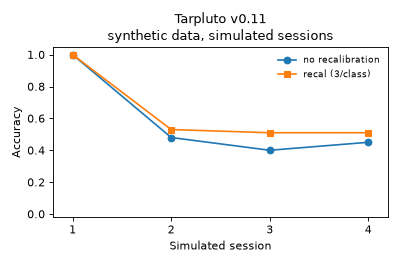 Tarpluto v0.11
synthetic data, simulated sessions
no recalibration
recal (3/class)
Accuracy
1.0
0.8
0.6
0.4
0.2
0.0
1 2 3 4
Simulated session